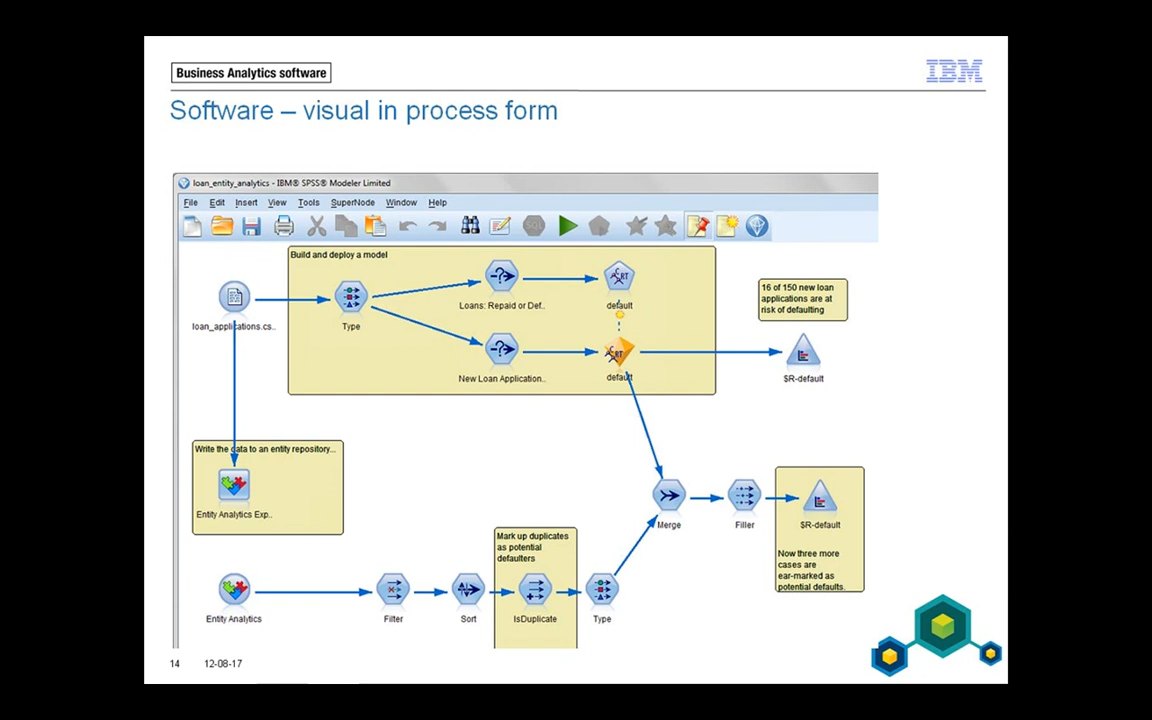 Business Analytics software
IBM
Software – visual in process form
loan_entity_analytics - IBM® SPSS® Modeler Limited
File Edit Insert View Tools SuperNode Window Help
SQL
Build and deploy a model
loan_applications.cs..
Type
Loans: Repaid or Def..
C&RT
default
New Loan Application..
C&RT
default
16 of 150 new loan
applications are at
risk of defaulting
$R-default
Write the data to an entity repository...
Entity Analytics Exp..
Merge
Filler
$R-default
Now three more
cases are
ear-marked as
potential defaults.
Mark up duplicates
as potential
defaulters
Entity Analytics
Filter
Sort
IsDuplicate
Type
14 12-08-17